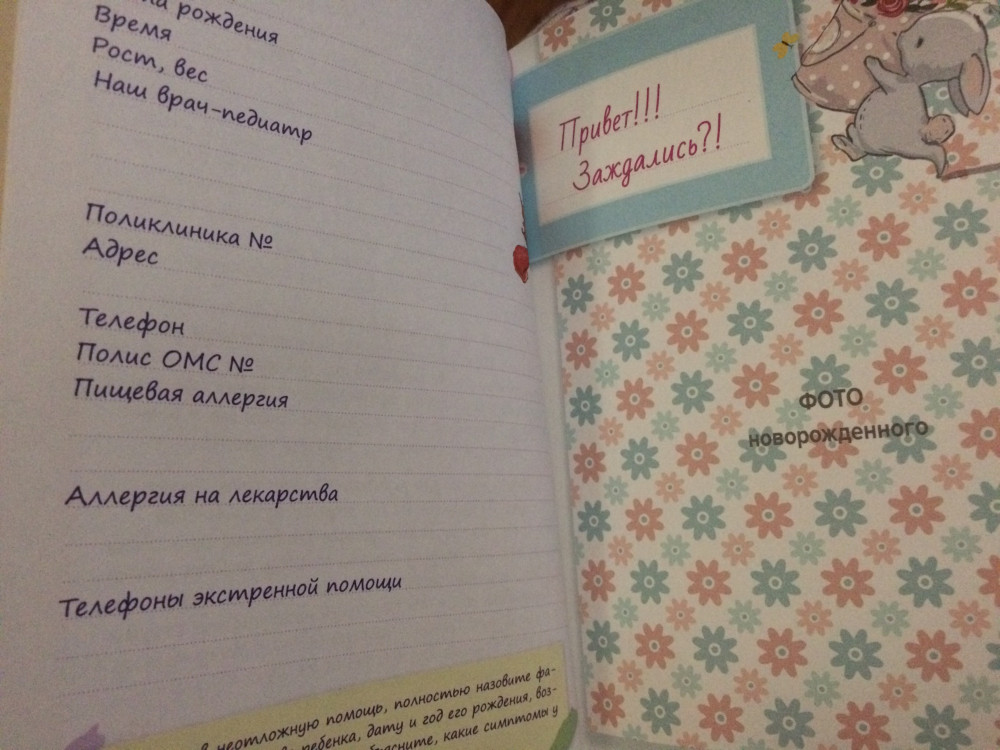 рождения
Время
Рост, вес
Наш врач-педиатр
Поликлиника №
Адрес
Телефон
Полис ОМС №
Пищевая аллергия
Аллергия на лекарства
Телефоны экстренной помощи
неотложную помощь, полностью назовите фа-
ребенка, дату и год его рождения, воз-
какие симптомы у
Привет!!!
Заждались?!
ФОТО
новорожденного